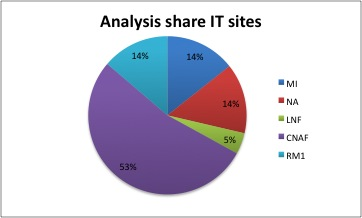 Analysis share IT sites
14%
14%
14%
5%
53%
MI
NA
LNF
CNAF
RM1